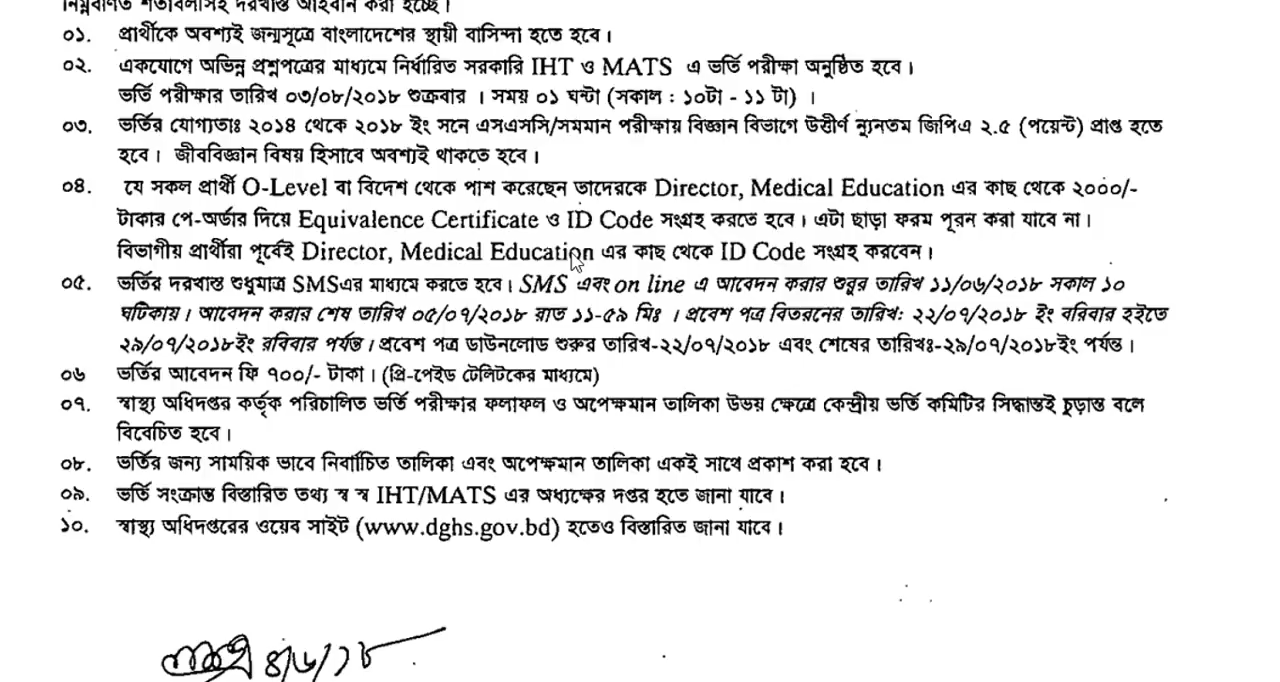 নিম্নবর্ণিত শর্তাবলীসহ দরখাস্ত আহবান করা হচ্ছে।
০১. প্রার্থীকে অবশ্যই জন্মসূত্রে বাংলাদেশের স্থায়ী বাসিন্দা হতে হবে।
০২. একযোগে অভিন্ন প্রশ্নপত্রের মাধ্যমে নির্ধারিত সরকারি IHT ও MATS এ ভর্তি পরীক্ষা অনুষ্ঠিত হবে।
ভর্তি পরীক্ষার তারিখ ০৩/০৮/২০১৮ শুক্রবার । সময় ০১ ঘন্টা (সকাল : ১০টা - ১১ টা) ।
০৩. ভর্তির যোগ্যতাঃ ২০১৪ থেকে ২০১৮ ইং সনে এসএসসি/সমমান পরীক্ষায় বিজ্ঞান বিভাগে উত্তীর্ণ ন্যুনতম জিপিএ ২.৫ (পয়েন্ট) প্রাপ্ত হতে
হবে। জীববিজ্ঞান বিষয় হিসাবে অবশ্যই থাকতে হবে।
০৪. যে সকল প্রার্থী O-Level বা বিদেশ থেকে পাশ করেছেন তাদেরকে Director, Medical Education এর কাছ থেকে ২০০০/-
টাকার পে-অর্ডার দিয়ে Equivalence Certificate ও ID Code সংগ্রহ করতে হবে। এটা ছাড়া ফরম পূরন করা যাবে না।
বিভাগীয় প্রার্থীরা পূর্বেই Director, Medical Education এর কাছ থেকে ID Code সংগ্রহ করবেন।
০৫. ভর্তির দরখাস্ত শুধুমাত্র SMSএর মাধ্যমে করতে হবে। SMS এবং on line এ আবেদন করার শুরুর তারিখ ১১/০৬/২০১৮ সকাল ১০
ঘটিকায়। আবেদন করার শেষ তারিখ ০৫/০৭/২০১৮ রাত ১১-৫৯ মিঃ । প্রবেশ পত্র বিতরনের তারিখ: ২২/০৭/২০১৮ ইং রবিবার হইতে
২৯/০৭/২০১৮ইং রবিবার পর্যন্ত। প্রবেশ পত্র ডাউনলোড শুরুর তারিখ-২২/০৭/২০১৮ এবং শেষের তারিখঃ-২৯/০৭/২০১৮ইং পর্যন্ত।
০৬ ভর্তির আবেদন ফি ৭০০/- টাকা। (প্রি-পেইড টেলিটকের মাধ্যমে)
০৭. স্বাস্থ্য অধিদপ্তর কর্তৃক পরিচালিত ভর্তি পরীক্ষার ফলাফল ও অপেক্ষমান তালিকা উভয় ক্ষেত্রে কেন্দ্রীয় ভর্তি কমিটির সিদ্ধান্তই চুড়ান্ত বলে
বিবেচিত হবে।
০৮. ভর্তির জন্য সাময়িক ভাবে নির্বাচিত তালিকা এবং অপেক্ষমান তালিকা একই সাথে প্রকাশ করা হবে।
০৯. ভর্তি সংক্রান্ত বিস্তারিত তথ্য স্ব স্ব IHT/MATS এর অধ্যক্ষের দপ্তর হতে জানা যাবে।
১০. স্বাস্থ্য অধিদপ্তরের ওয়েব সাইট (www.dghs.gov.bd) হতেও বিস্তারিত জানা যাবে।
৪/৬/১৮